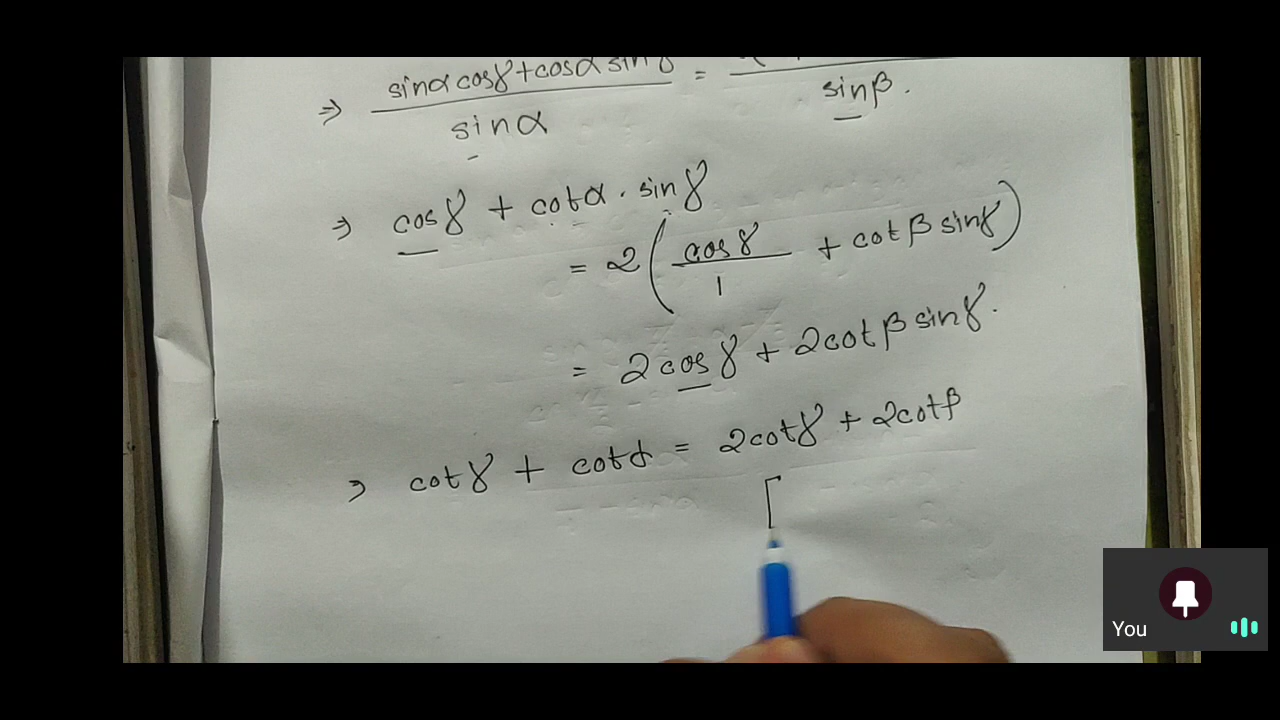 ⇒ sinα cosγ + cosα sinγ / sinα = / sinβ.
⇒ cosγ + cotα · sinγ
= 2 ( cosγ / 1 + cotβ sinγ )
= 2cosγ + 2cotβ sinγ.
⇒ cotγ + cotα = 2cotγ + 2cotβ
[
You